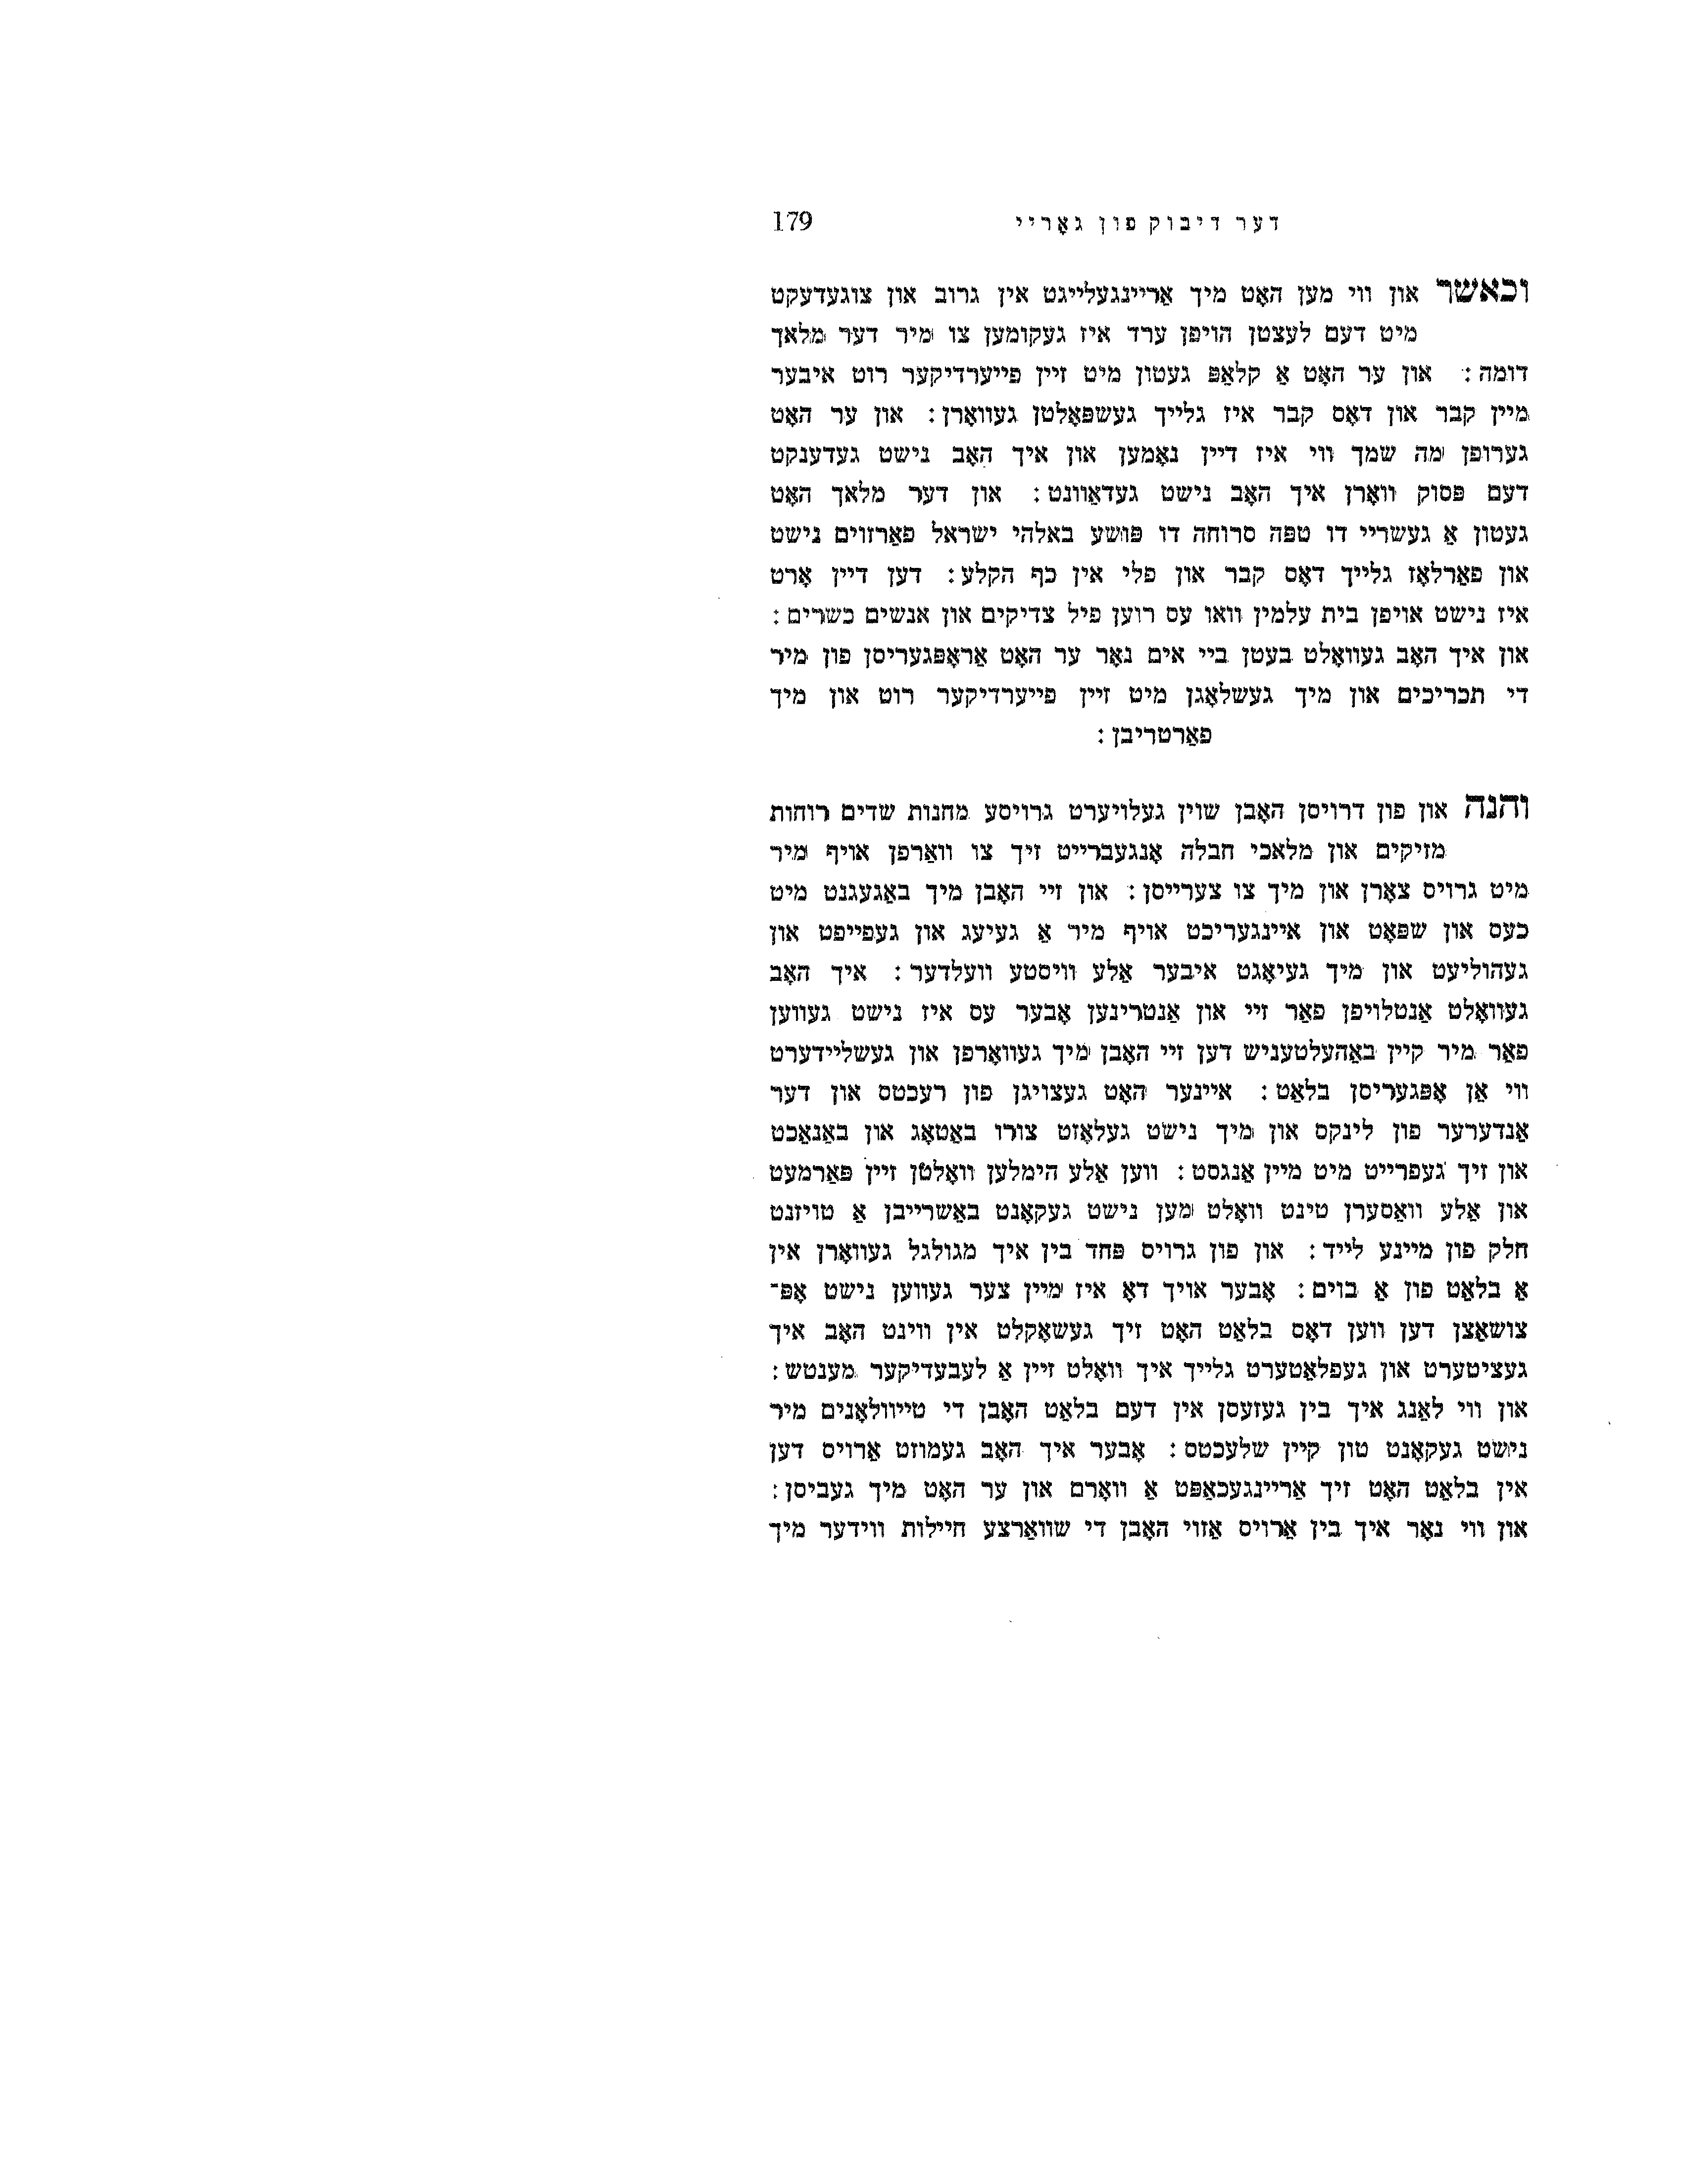 דער דיבוק פון גאָריי 179
וכאשר און ווי מען האָט מיך אַריינגעלייגט אין גרוב און צוגעדעקט
מיט דעם לעצטן הויפן ערד איז געקומען צו מיר דער מלאך
דומה: און ער האָט אַ קלאַפּ געטון מיט זיין פייערדיקער רוט איבער
מיין קבר און דאָס קבר איז גלייך געשפּאָלטן געוואָרן: און ער האָט
גערופן מה שמך ווי איז דיין נאָמען און איך האָב נישט געדענקט
דעם פּסוק וואָרן איך האָב נישט געדאַוונט: און דער מלאך האָט
געטון אַ געשריי דו טפּה סרוחה דו פּושע באלהי ישראל פאַרזוים נישט
און פאַרלאָז גלייך דאָס קבר און פלי אין כף הקלע: דען דיין אָרט
איז נישט אויפן בית עלמין וואו עס רוען פיל צדיקים און אנשים כשרים:
און איך האָב געוואָלט בעטן ביי אים נאָר ער האָט אַראָפּגעריסן פון מיר
די תכריכים און מיך געשלאָגן מיט זיין פייערדיקער רוט און מיך
פאַרטריבן:
והנה און פון דרויסן האָבן שוין געלויערט גרויסע מחנות שדים רוחות
מזיקים און מלאכי חבלה אָנגעברייט זיך צו וואַרפן אויף מיר
מיט גרויס צאָרן און מיך צו צערייסן: און זיי האָבן מיך באַגעגנט מיט
כעס און שפּאָט און איינגעריכט אויף מיר אַ געיעג און געפייפט און
געהוליעט און מיך געיאָגט איבער אַלע וויסטע וועלדער: איך האָב
געוואָלט אַנטלויפן פאַר זיי און אַנטרינען אָבער עס איז נישט געווען
פאַר מיר קיין באַהעלטעניש דען זיי האָבן מיך געוואָרפן און געשליידערט
ווי אַן אָפּגעריסן בלאַט: איינער האָט געצויגן פון רעכטס און דער
אַנדערער פון לינקס און מיך נישט געלאָזט צורו באַטאָג און באַנאַכט
און זיך געפרייט מיט מיין אַנגסט: ווען אַלע הימלען וואָלטן זיין פּאַרמעט
און אַלע וואַסערן טינט וואָלט מען נישט געקאָנט באַשרייבן אַ טויזנט
חלק פון מיינע לייד: און פון גרויס פּחד בין איך מגולגל געוואָרן אין
אַ בלאַט פון אַ בוים: אָבער אויך דאָ איז מיין צער געווען נישט אָפּ־
צושאַצן דען ווען דאָס בלאַט האָט זיך געשאָקלט אין ווינט האָב איך
געציטערט און געפלאַטערט גלייך איך וואָלט זיין אַ לעבעדיקער מענטש:
און ווי לאַנג איך בין געזעסן אין דעם בלאַט האָבן די טייוולאָנים מיר
נישט געקאָנט טון קיין שלעכטס: אָבער איך האָב געמוזט אַרויס דען
אין בלאַט האָט זיך אַריינגעכאַפּט אַ וואָרם און ער האָט מיך געביסן:
און ווי נאָר איך בין אַרויס אַזוי האָבן די שוואַרצע חיילות ווידער מיך